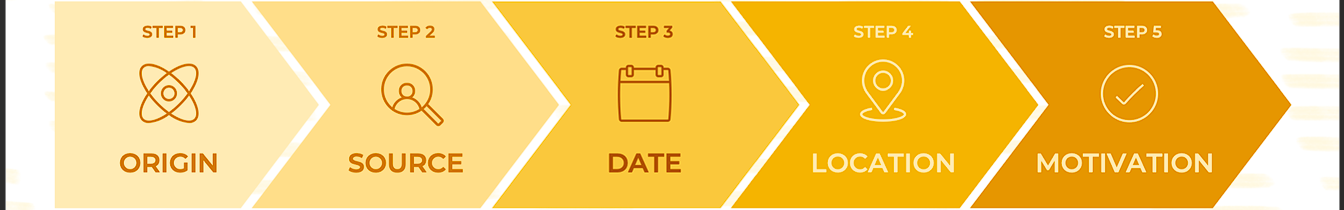 STEP 1
ORIGIN
STEP 2
SOURCE
STEP 3
DATE
STEP 4
LOCATION
STEP 5
MOTIVATION